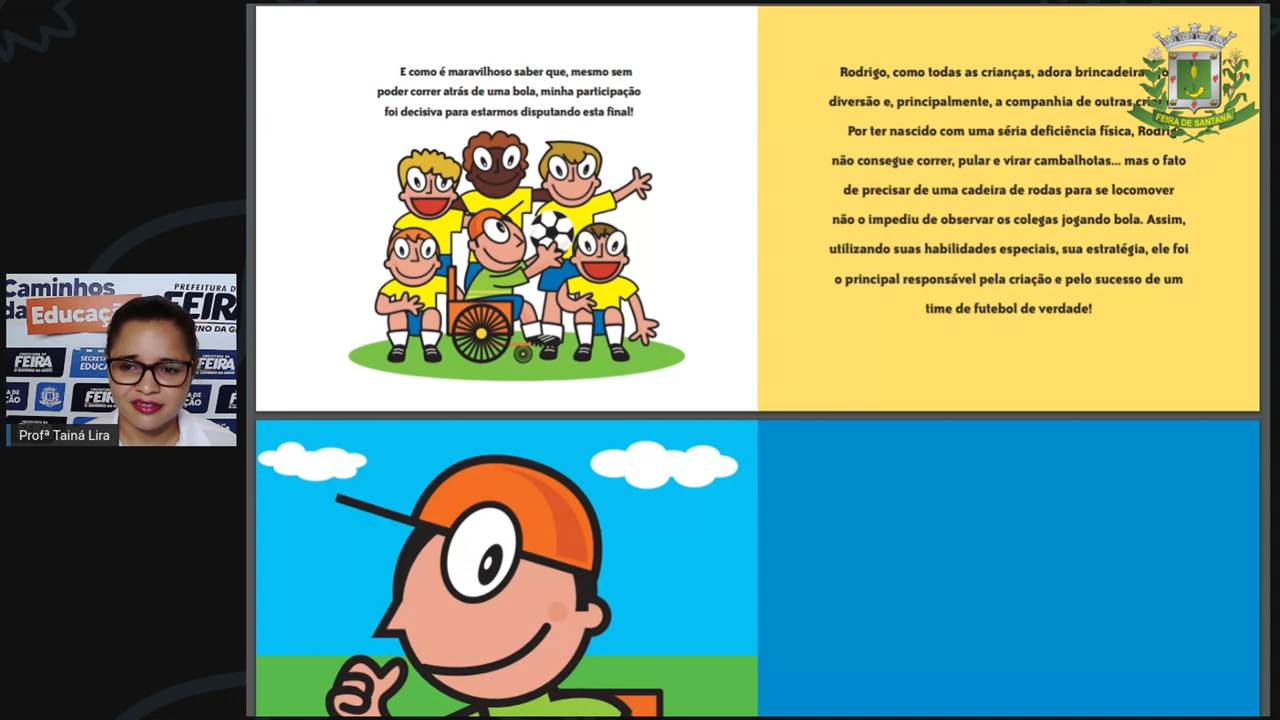 E como é maravilhoso saber que, mesmo sem
poder correr atrás de uma bola, minha participação
foi decisiva para estarmos disputando esta final!
Rodrigo, como todas as crianças, adora
diversão e, principalmente, a companhia de outras
Por ter nascido com uma séria deficiência física, Rodrigo
não consegue correr, pular e virar cambalhotas... mas o fato
de precisar de uma cadeira de rodas para se locomover
não o impediu de observar os colegas jogando bola. Assim,
utilizando suas habilidades especiais, sua estratégia, ele foi
o principal responsável pela criação e pelo sucesso de um
time de futebol de verdade!
FEIRA DE SANTANA
Caminhos
da Educaç
PREFEITURA D
FEIR
FEIRA
FEIRA
Profª Tainá Lira